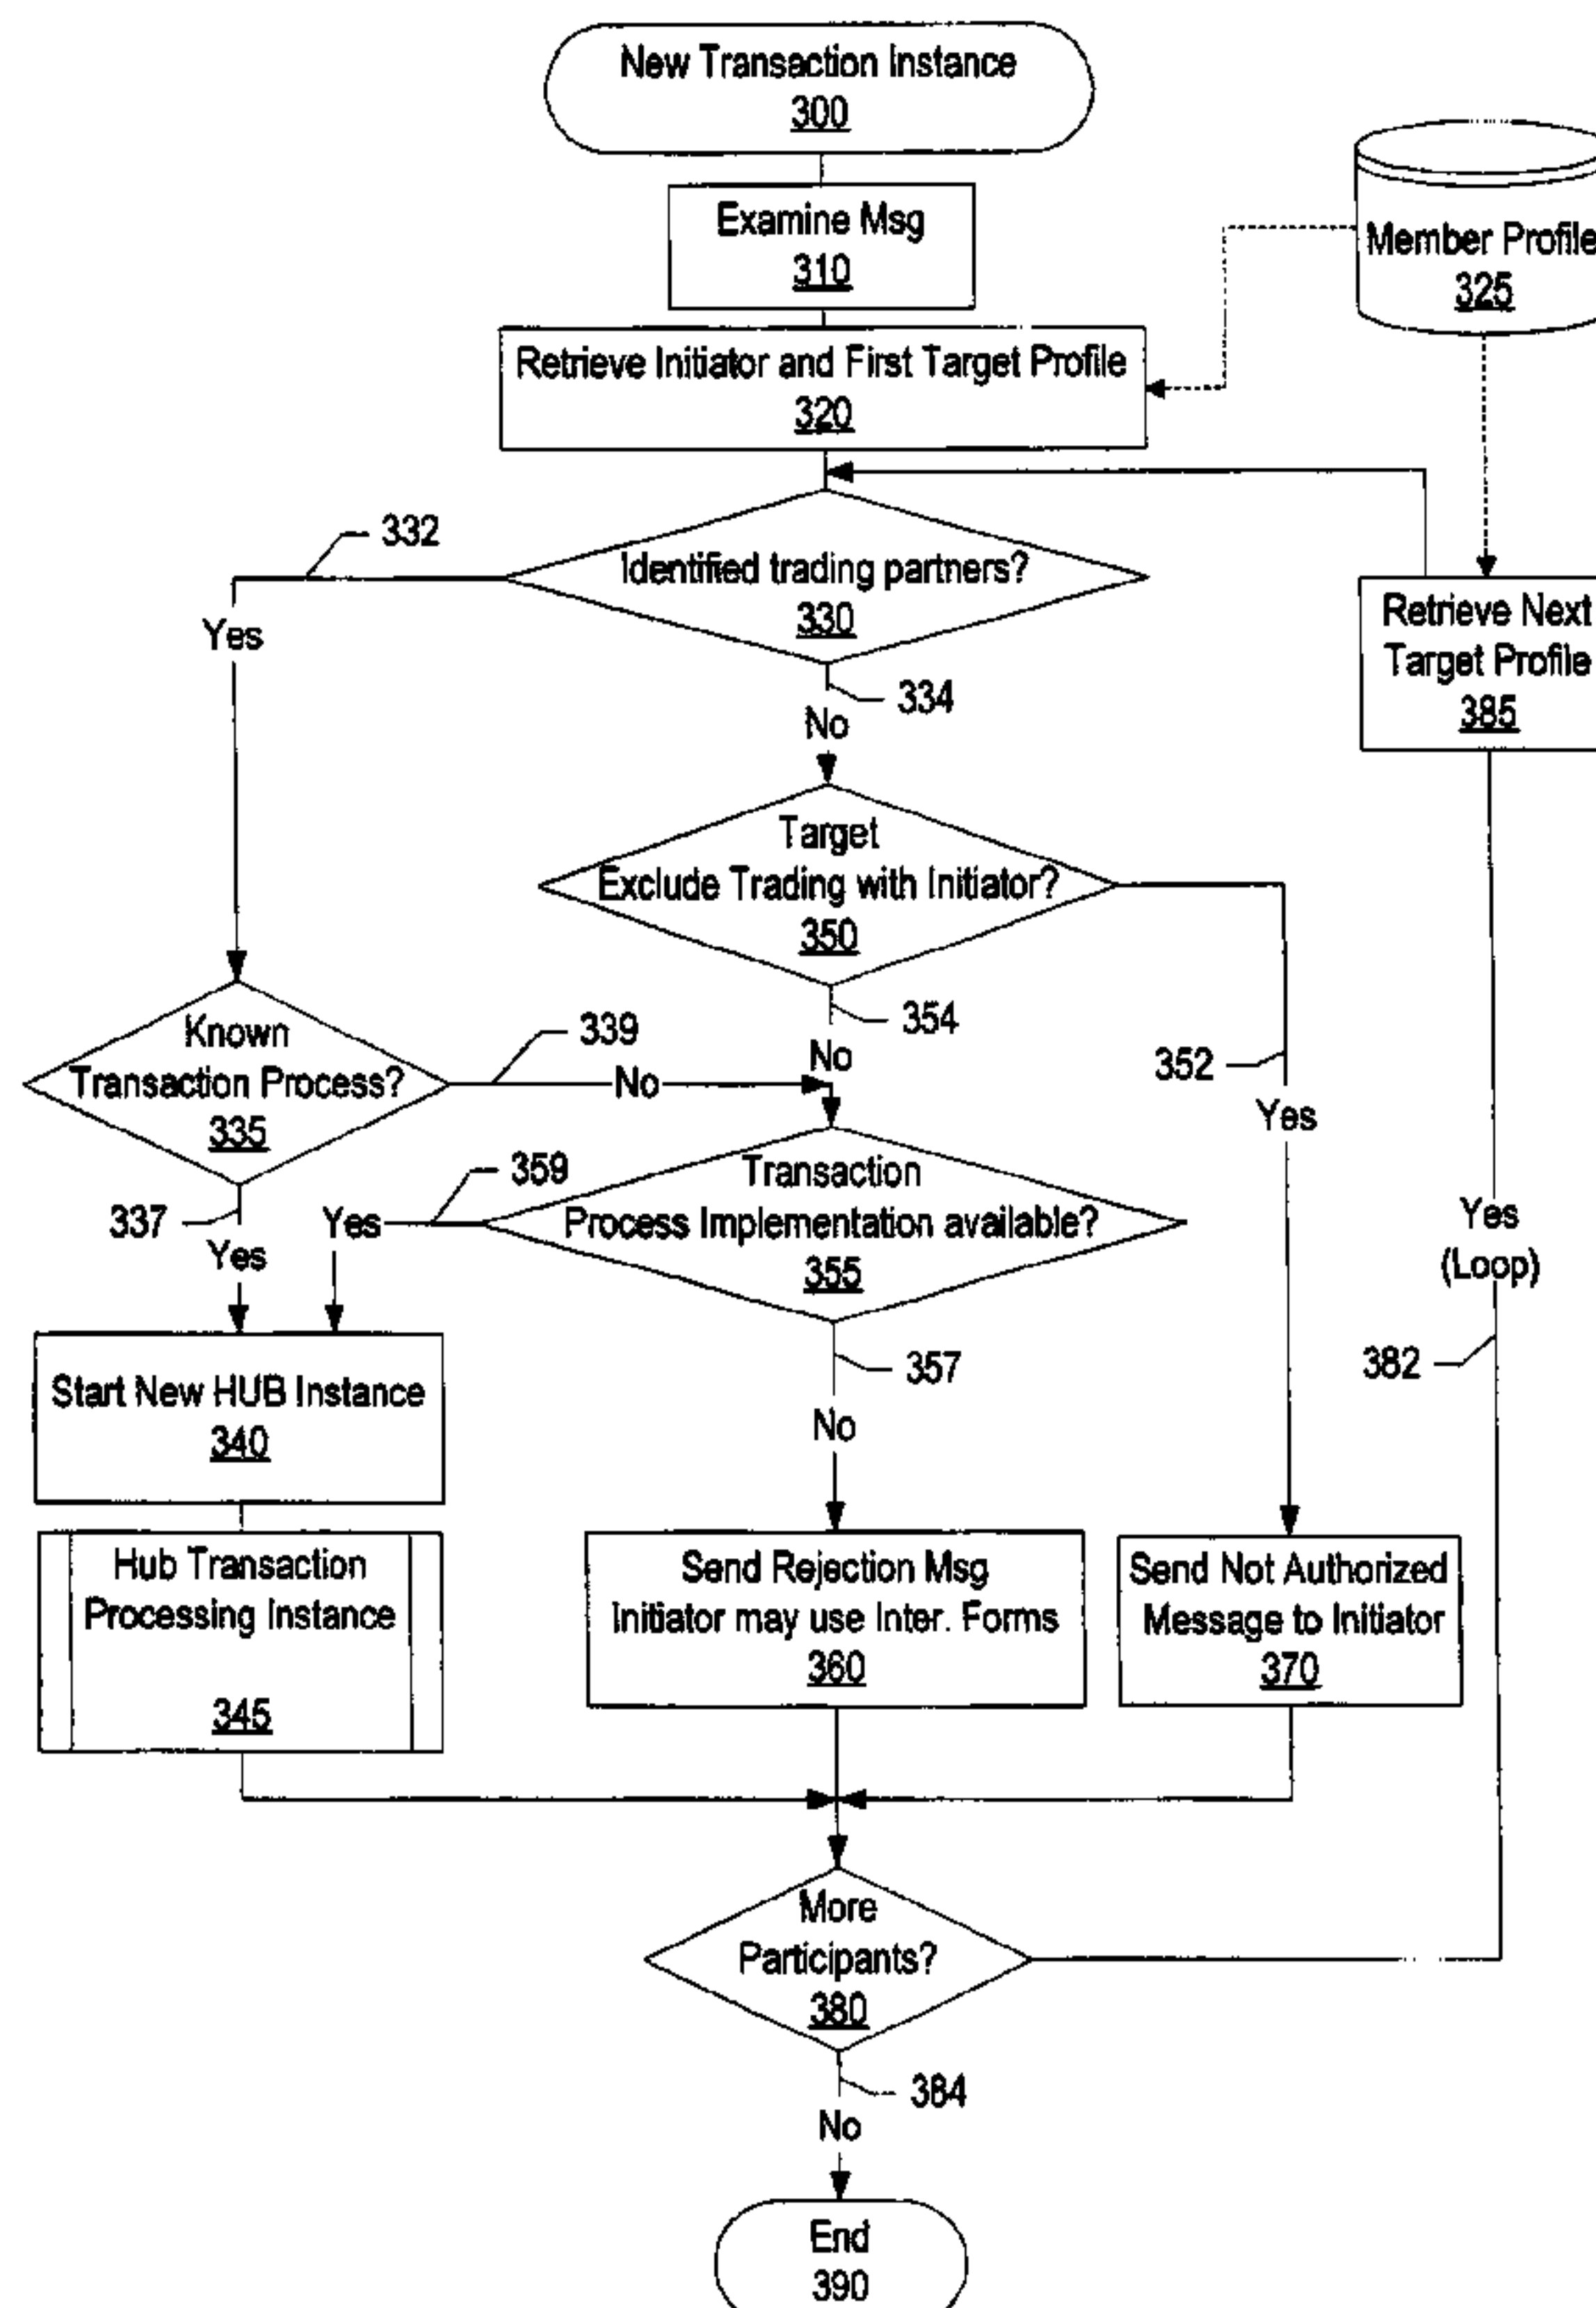 New Transaction Instance
300
Examine Msg
310
Member Profile
325
Retrieve Initiator and First Target Profile
320
332
Identified trading partners?
330
Yes
Retrieve Next
Target Profile
385
334
No
Target
Exclude Trading with Initiator?
350
354
No
352
Yes
Known
Transaction Process?
335
339
No
337
Yes
359
Yes
Transaction
Process Implementation available?
355
Yes
(Loop)
382
357
No
Start New HUB Instance
340
Hub Transaction
Processing Instance
345
Send Rejection Msg
Initiator may use Inter. Forms
360
Send Not Authorized
Message to Initiator
370
More
Participants?
380
384
No
End
390